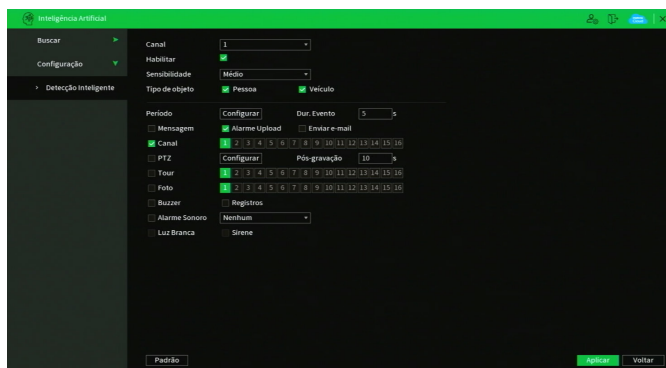 Inteligência Artificial
Buscar
Configuração
Detecção Inteligente
Canal 1
Habilitar
Sensibilidade Médio
Tipo de objeto Pessoa Veículo
Período Configurar Dur. Evento 5 s
Mensagem Alarme Upload Enviar e-mail
Canal 1 2 3 4 5 6 7 8 9 10 11 12 13 14 15 16
PTZ Configurar Pós-gravação 10 s
Tour 1 2 3 4 5 6 7 8 9 10 11 12 13 14 15 16
Foto 1 2 3 4 5 6 7 8 9 10 11 12 13 14 15 16
Buzzer Registros
Alarme Sonoro Nenhum
Luz Branca Sirene
Padrão Aplicar Voltar